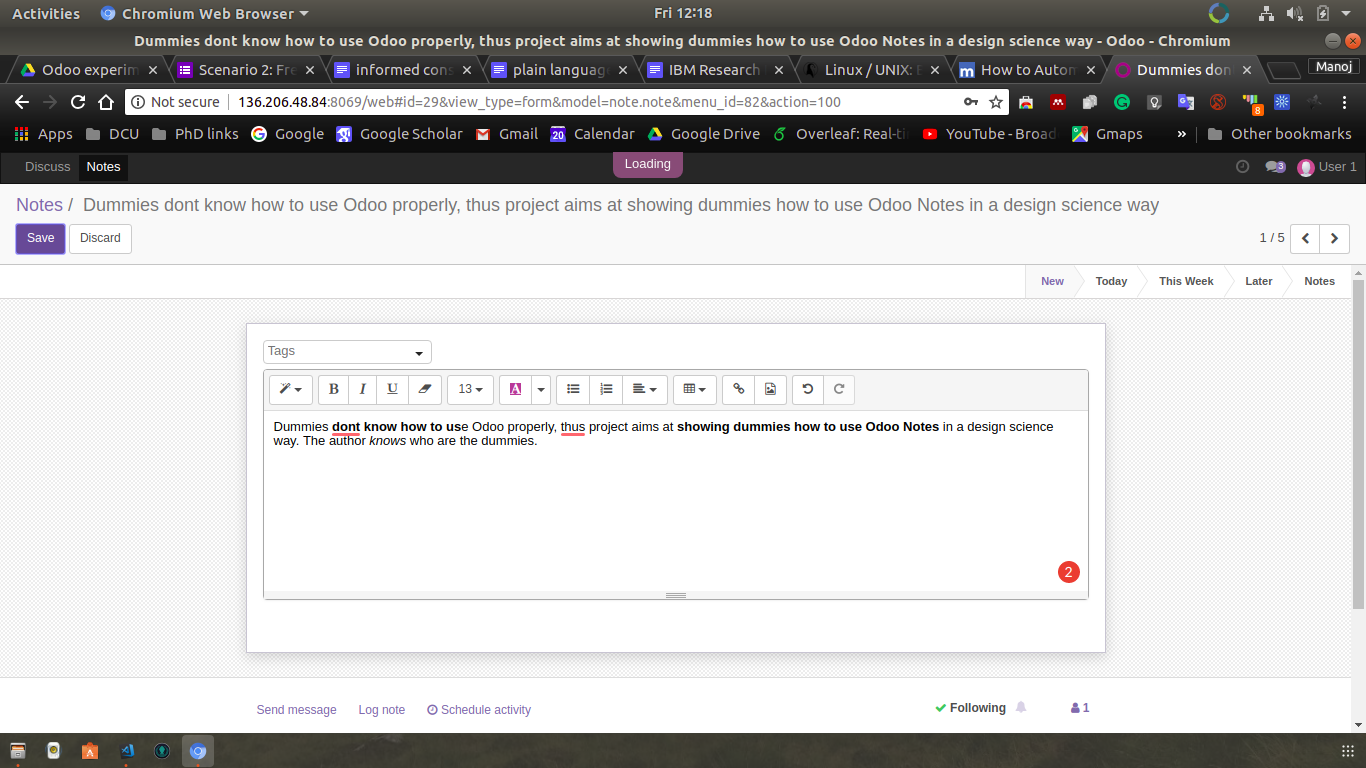 Activities Chromium Web Browser Fri 12:18
Dummies dont know how to use Odoo properly, thus project aims at showing dummies how to use Odoo Notes in a design science way - Odoo - Chromium
Odoo experim Scenario 2: Fre informed cons plain language IBM Research Linux / UNIX: How to Autom Dummies don Manoj
Not secure 136.206.48.84:8069/web#id=29&view_type=form&model=note.note&menu_id=82&action=100 8
Apps DCU PhD links Google Google Scholar Gmail 20 Calendar Google Drive Overleaf: Real-ti YouTube - Broad Gmaps » Other bookmarks
Discuss Notes Loading 3 User 1
Notes / Dummies dont know how to use Odoo properly, thus project aims at showing dummies how to use Odoo Notes in a design science way
Save Discard 1 / 5
New Today This Week Later Notes
Tags
B I U 13 A
Dummies dont know how to use Odoo properly, thus project aims at showing dummies how to use Odoo Notes in a design science
way. The author knows who are the dummies.
2
Send message Log note Schedule activity Following 1